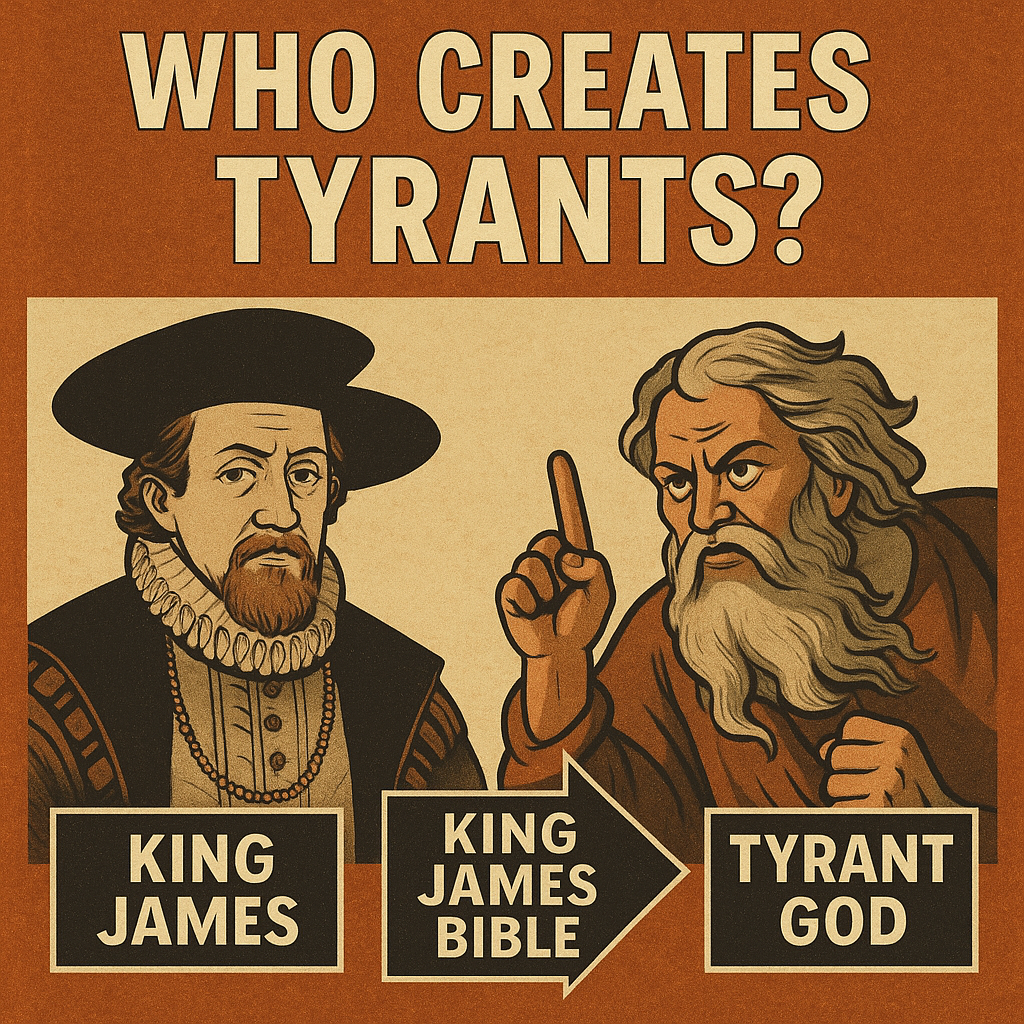 WHO CREATES
TYRANTS?
KING
JAMES
KING
JAMES
BIBLE
TYRANT
GOD